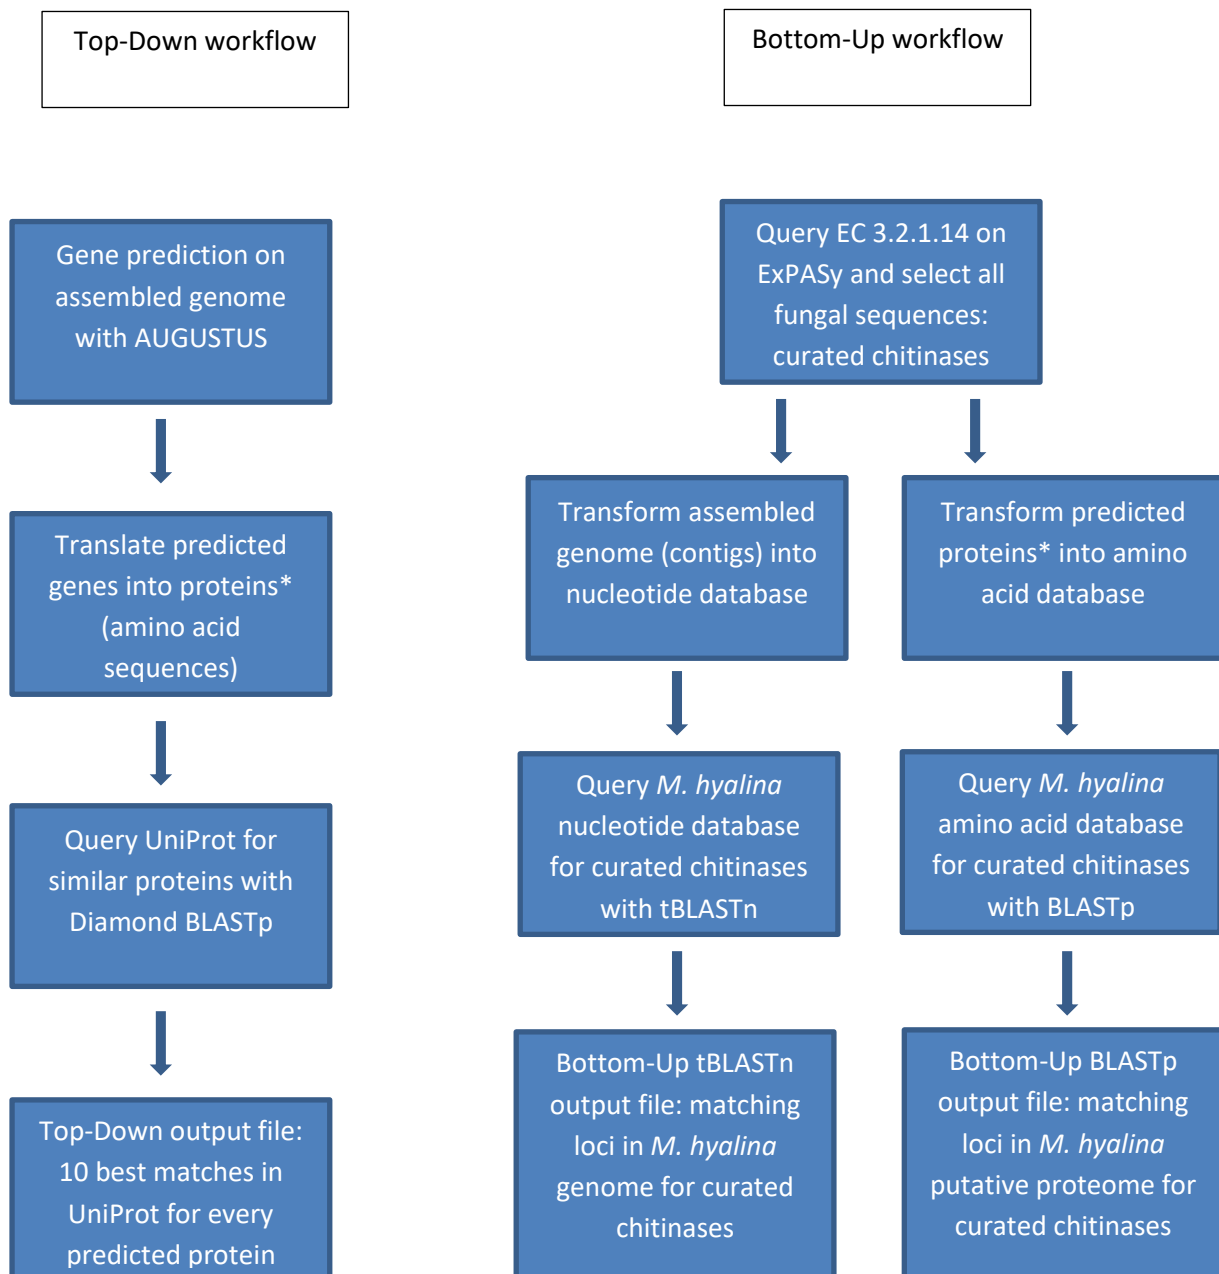 Top-Down workflow
Bottom-Up workflow
Gene prediction on
assembled genome
with AUGUSTUS
Translate predicted
genes into proteins*
(amino acid
sequences)
Query UniProt for
similar proteins with
Diamond BLASTp
Top-Down output file:
10 best matches in
UniProt for every
predicted protein
Query EC 3.2.1.14 on
ExPASy and select all
fungal sequences:
curated chitinases
Transform assembled
genome (contigs) into
nucleotide database
Query M. hyalina
nucleotide database
for curated chitinases
with tBLASTn
Bottom-Up tBLASTn
output file: matching
loci in M. hyalina
genome for curated
chitinases
Transform predicted
proteins* into amino
acid database
Query M. hyalina
amino acid database
for curated chitinases
with BLASTp
Bottom-Up BLASTp
output file: matching
loci in M. hyalina
putative proteome for
curated chitinases